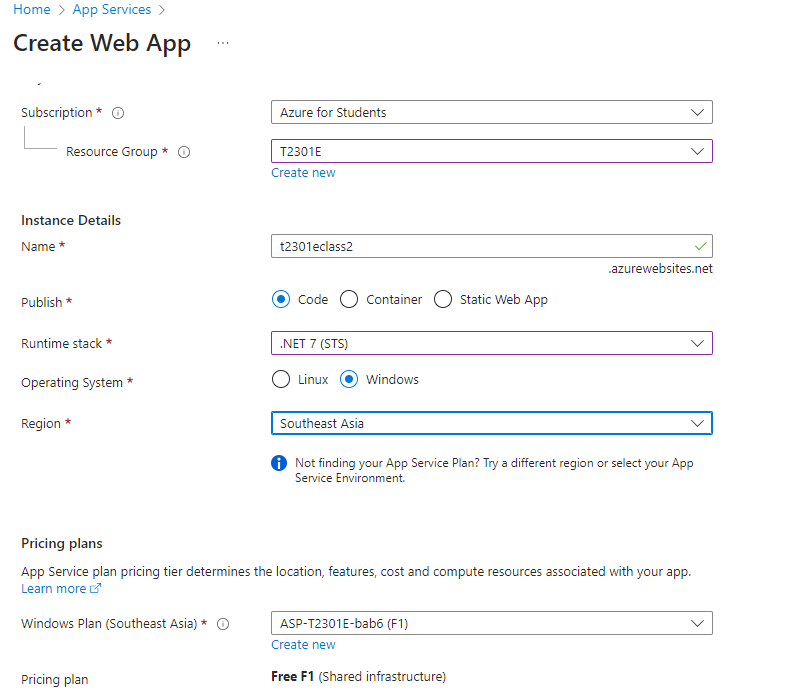 Home > App Services >
Create Web App ...
Subscription *
Azure for Students
Resource Group *
T2301E
Create new
Instance Details
Name *
t2301eclass2
.azurewebsites.net
Publish *
Code
Container
Static Web App
Runtime stack *
.NET 7 (STS)
Operating System *
Linux
Windows
Region *
Southeast Asia
Not finding your App Service Plan? Try a different region or select your App
Service Environment.
Pricing plans
App Service plan pricing tier determines the location, features, cost and compute resources associated with your app.
Learn more
Windows Plan (Southeast Asia) *
ASP-T2301E-bab6 (F1)
Create new
Pricing plan
Free F1 (Shared infrastructure)